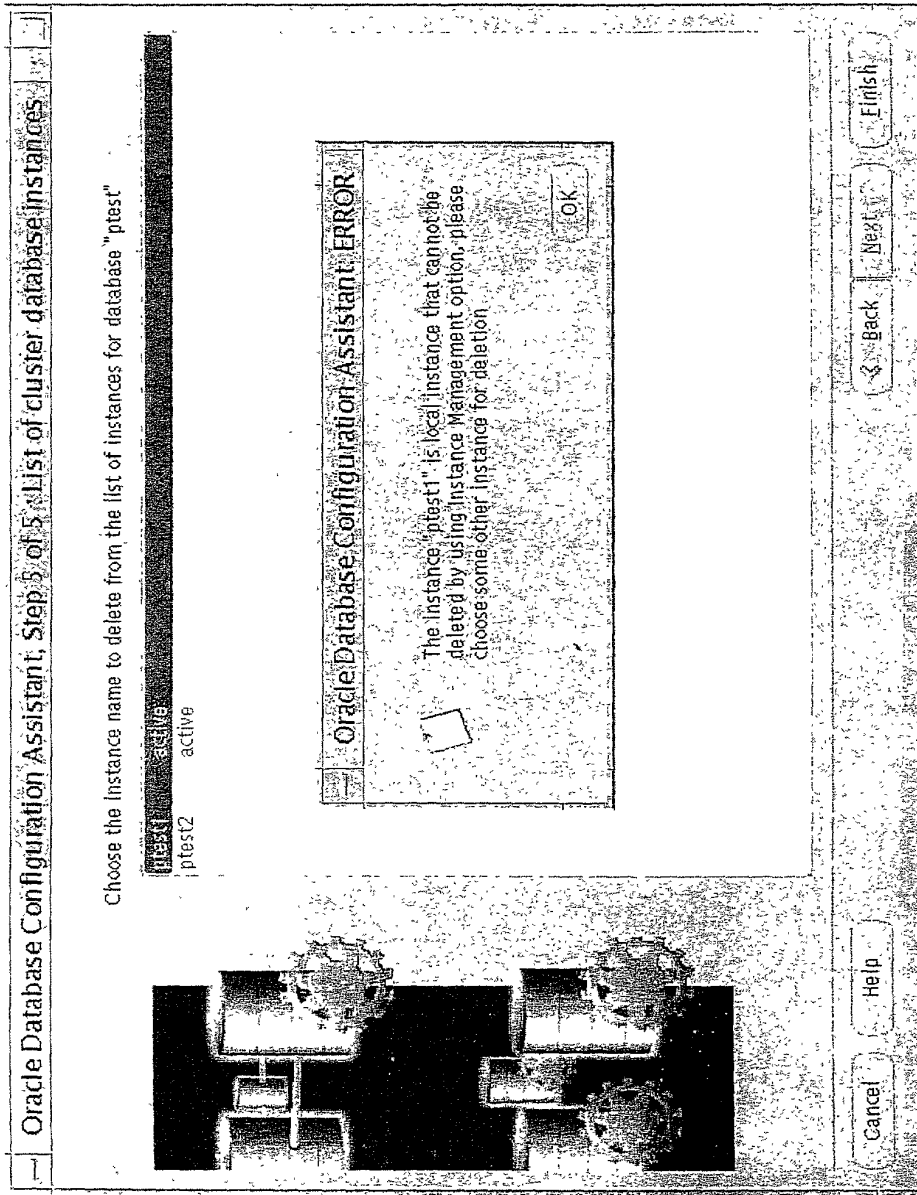 Oracle Database Configuration Assistant, Step 5 of 5 : List of cluster database instances
Choose the Instance name to delete from the list of Instances for database "ptest"
ptest1 active
ptest2 active
Oracle Database Configuration Assistant: ERROR
The Instance "ptest1" is local instance that cannot be
deleted by using Instance Management option, please
choose some other instance for deletion
OK
Cancel
Help
Back
Next
Finish